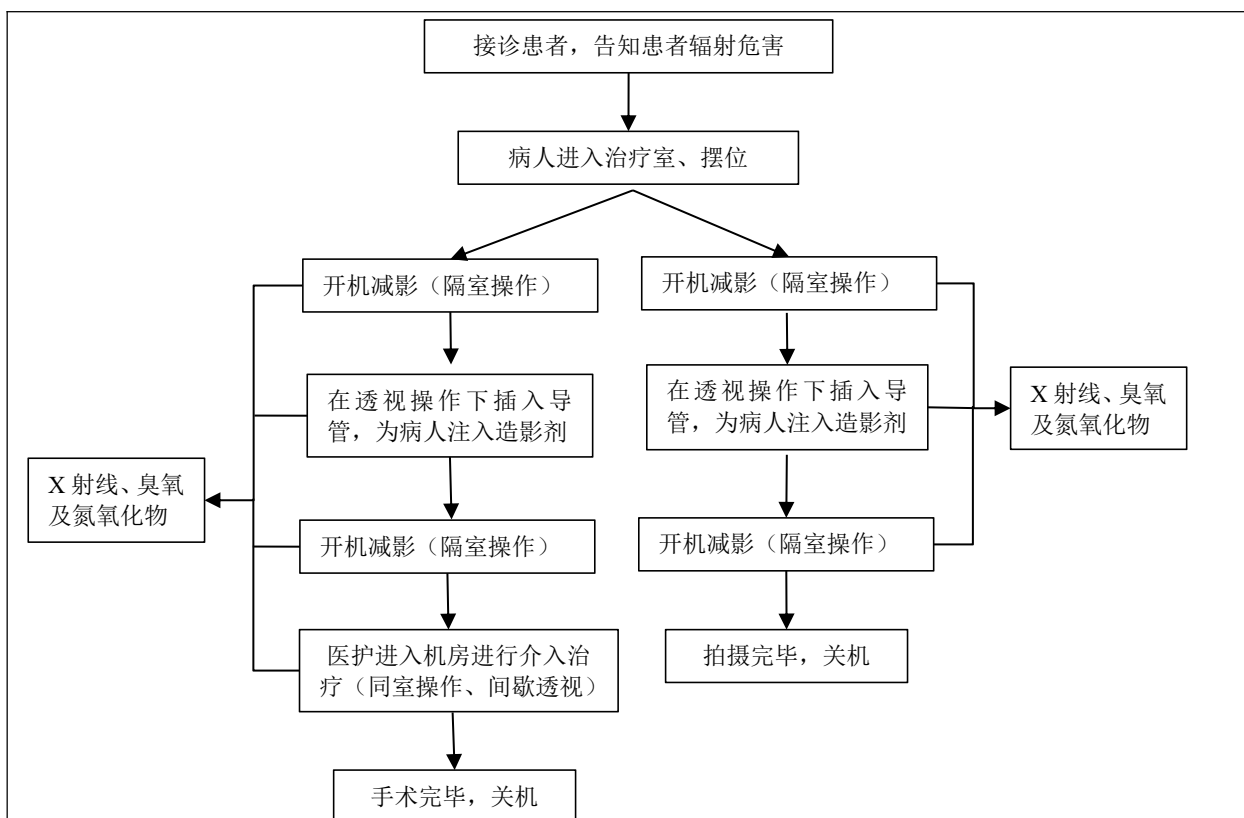 接诊患者，告知患者辐射危害
病人进入治疗室、摆位
开机减影（隔室操作）
在透视操作下插入导
管，为病人注入造影剂
开机减影（隔室操作）
医护进入机房进行介入治
疗（同室操作、间歇透视）
手术完毕，关机
X 射线、臭氧
及氮氧化物
开机减影（隔室操作）
在透视操作下插入导
管，为病人注入造影剂
开机减影（隔室操作）
拍摄完毕，关机
X 射线、臭氧
及氮氧化物